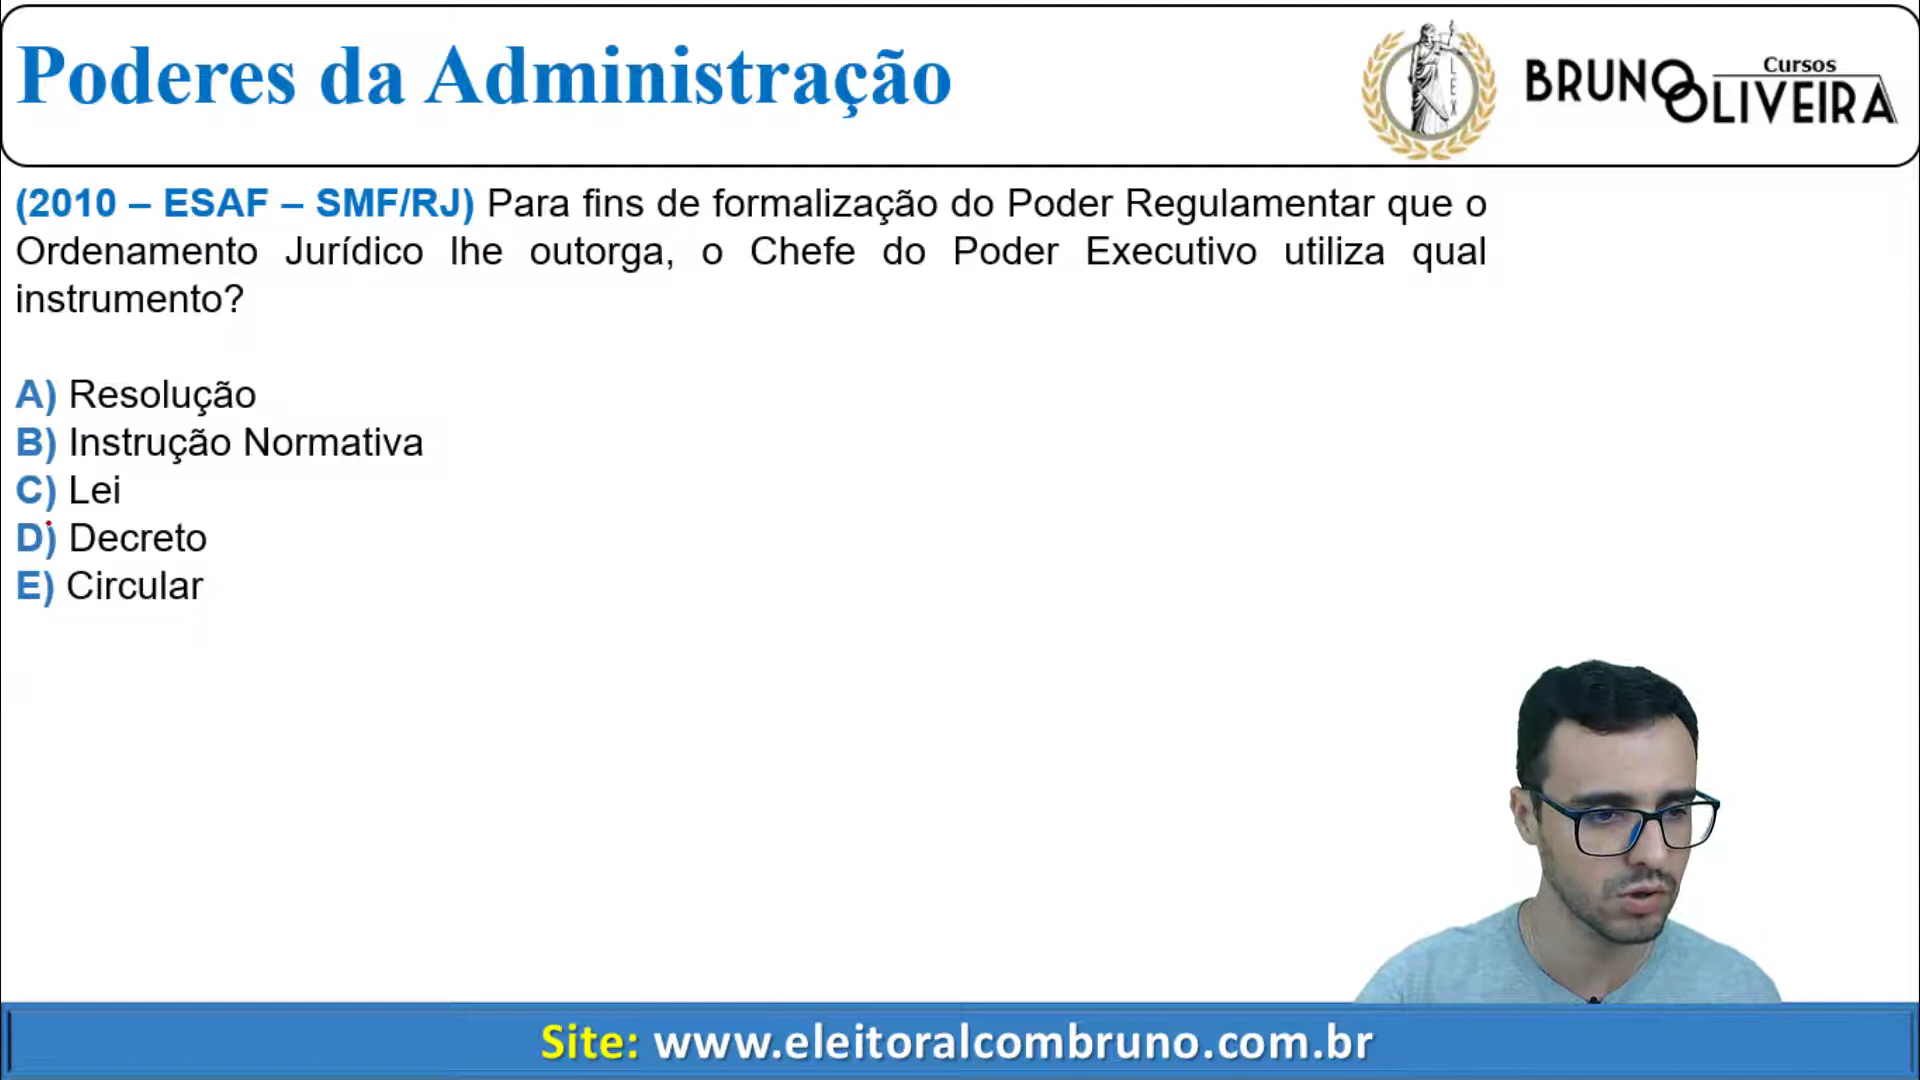 Poderes da Administração
Cursos
BRUNO OLIVEIRA
(2010 – ESAF – SMF/RJ) Para fins de formalização do Poder Regulamentar que o
Ordenamento Jurídico lhe outorga, o Chefe do Poder Executivo utiliza qual
instrumento?
A) Resolução
B) Instrução Normativa
C) Lei
D) Decreto
E) Circular
Site: www.eleitoralcombruno.com.br